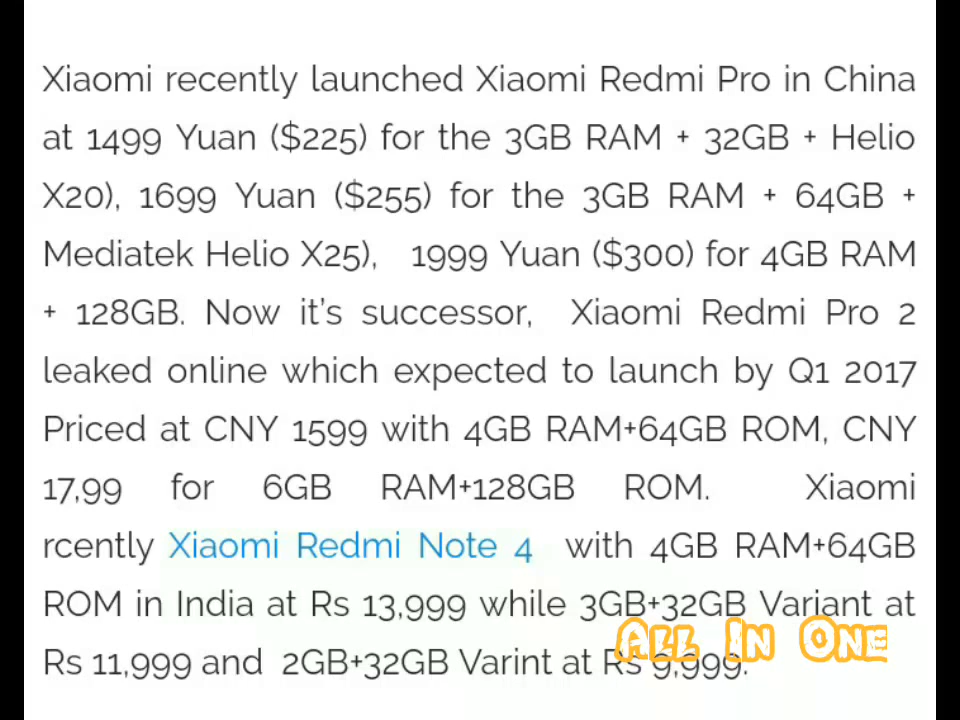 Xiaomi recently launched Xiaomi Redmi Pro in China
at 1499 Yuan ($225) for the 3GB RAM + 32GB + Helio
X20), 1699 Yuan ($255) for the 3GB RAM + 64GB +
Mediatek Helio X25), 1999 Yuan ($300) for 4GB RAM
+ 128GB. Now it’s successor, Xiaomi Redmi Pro 2
leaked online which expected to launch by Q1 2017
Priced at CNY 1599 with 4GB RAM+64GB ROM, CNY
17,99 for 6GB RAM+128GB ROM. Xiaomi
rcently Xiaomi Redmi Note 4 with 4GB RAM+64GB
ROM in India at Rs 13,999 while 3GB+32GB Variant at
Rs 11,999 and 2GB+32GB Varint at Rs 9,999.
All In One